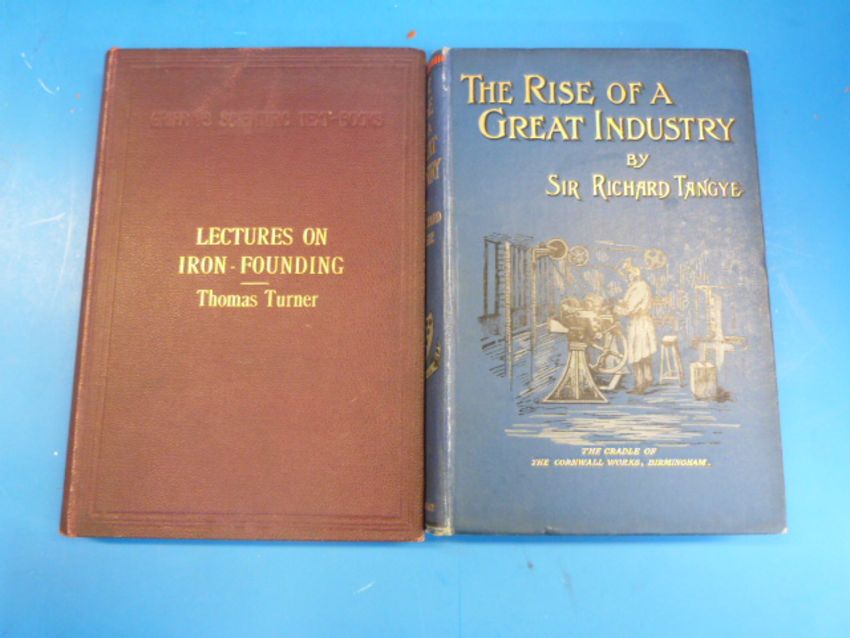 GRIFFIN'S SCIENTIFIC TEXT-BOOKS
LECTURES ON
IRON-FOUNDING
Thomas Turner
THE RISE OF A
GREAT INDUSTRY
BY
SIR RICHARD TANGYE
THE CRADLE OF
THE CORNWALL WORKS, BIRMINGHAM.